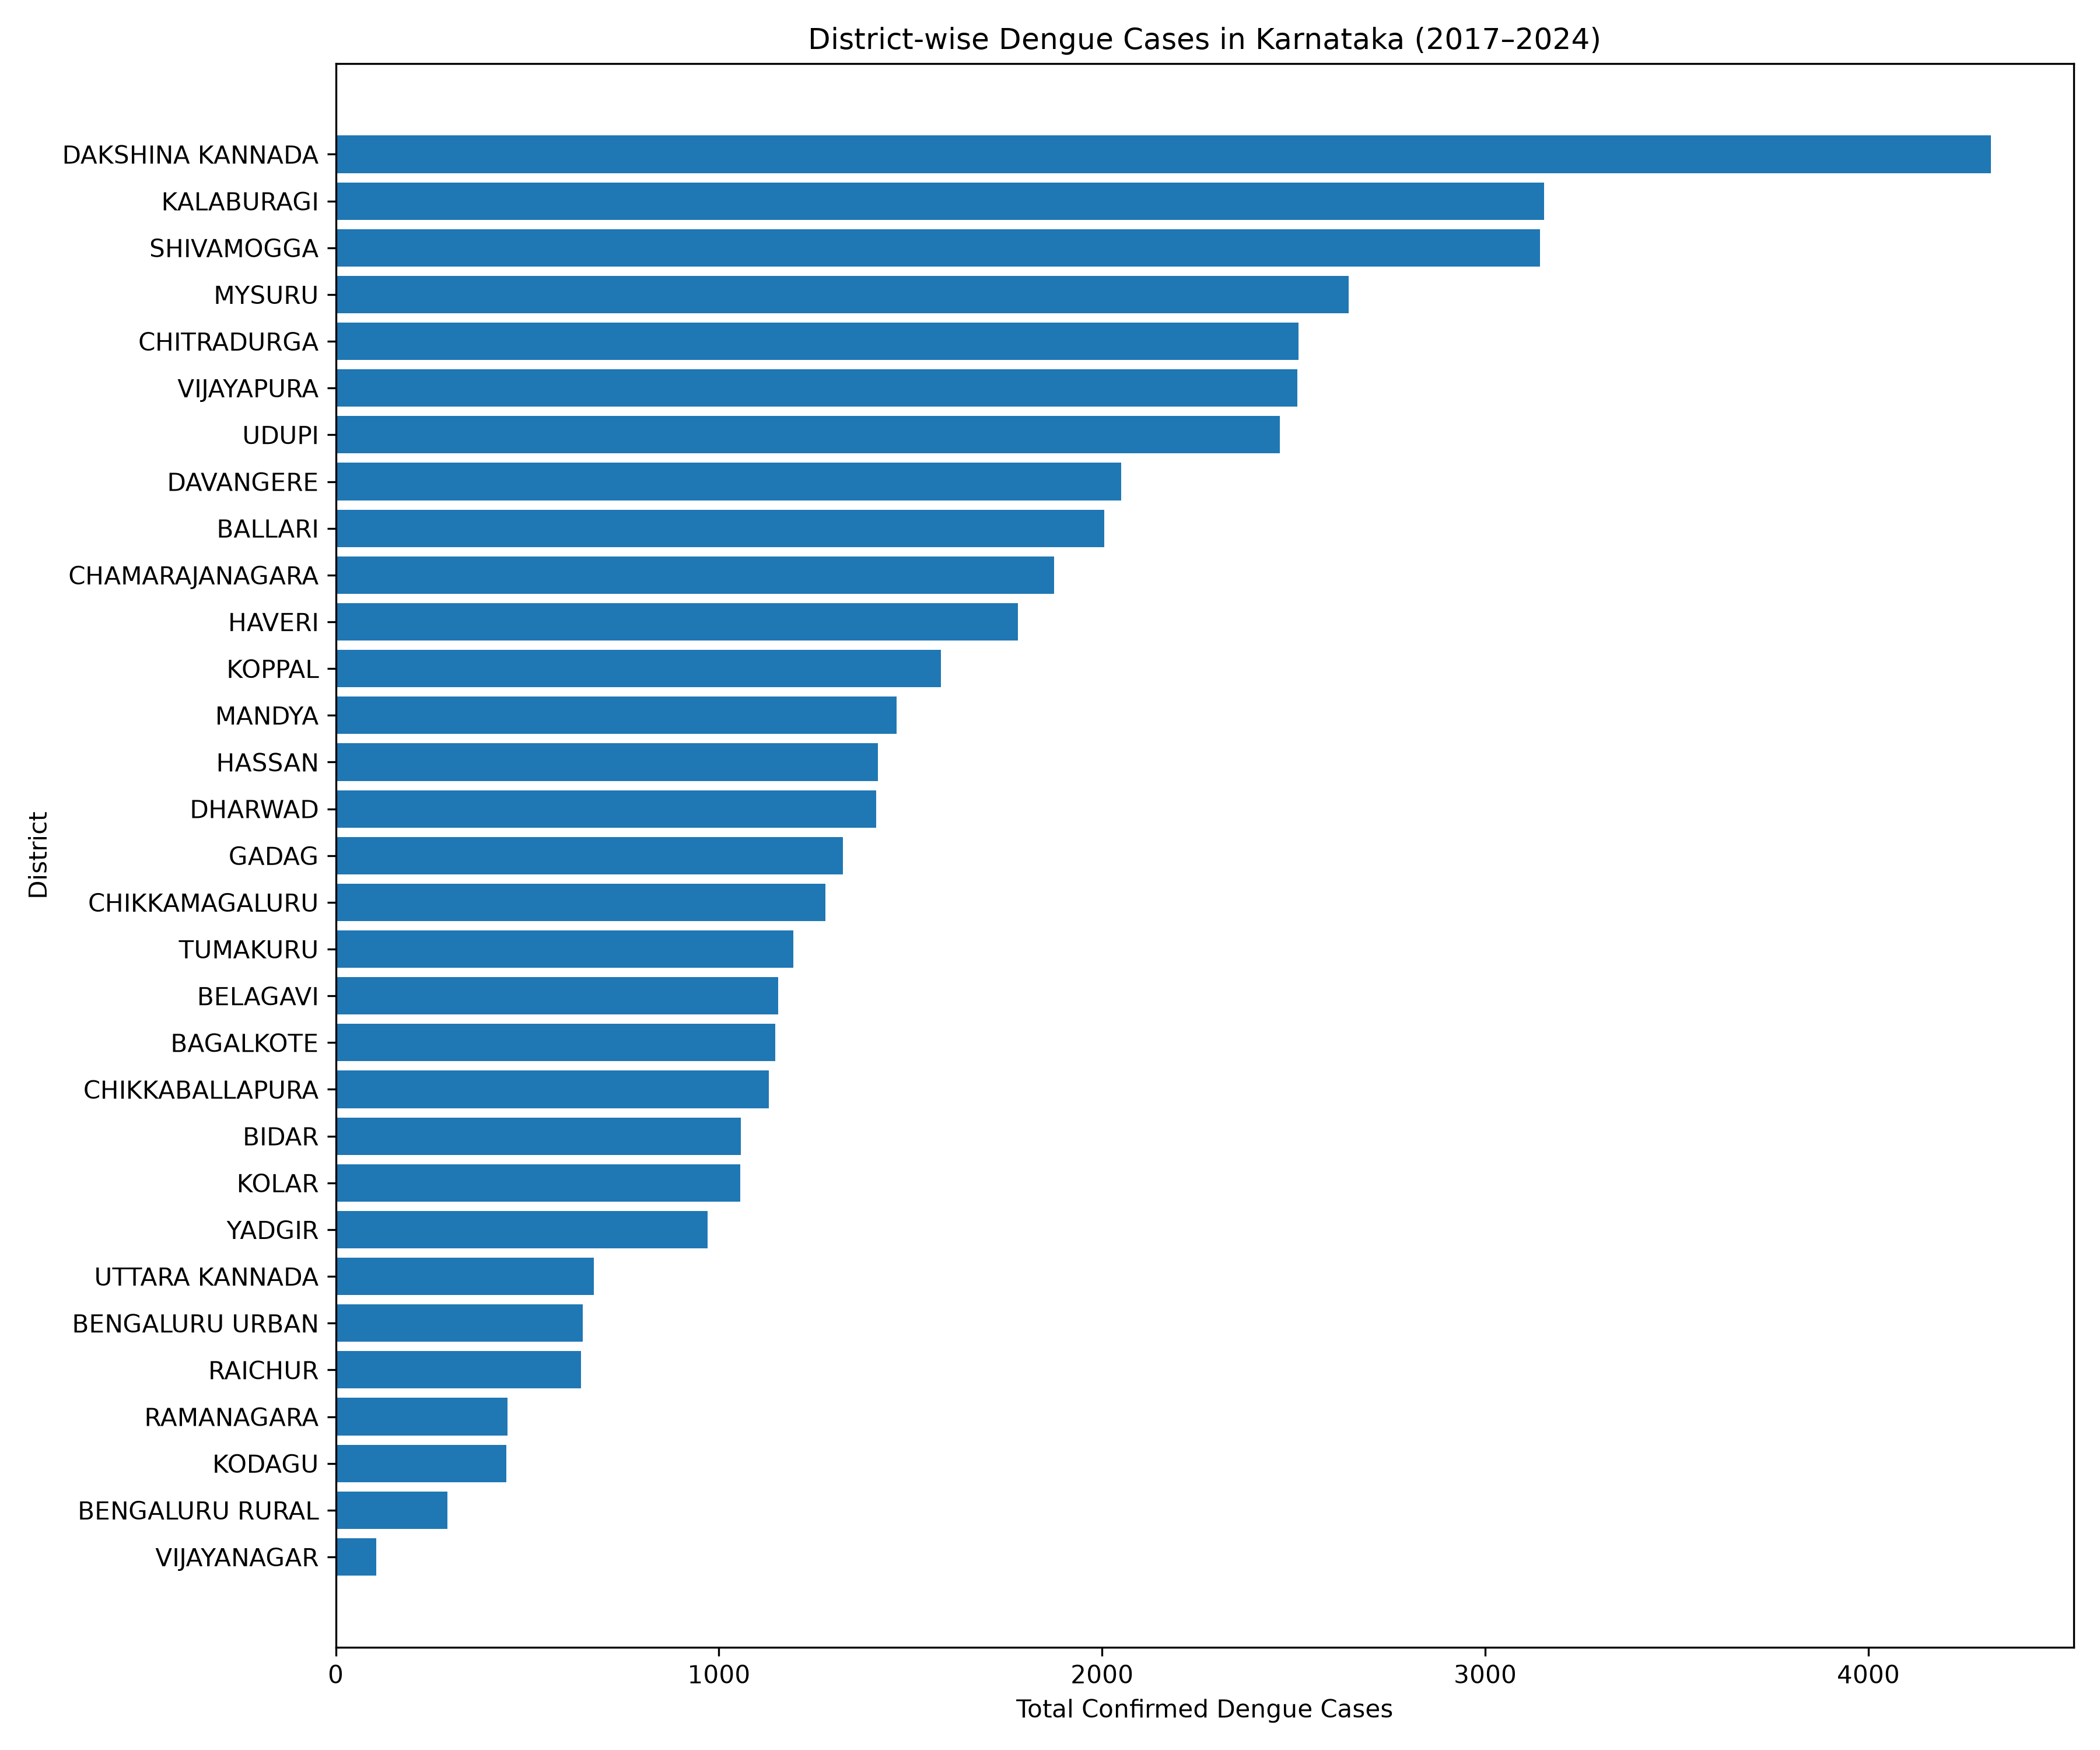 District-wise Dengue Cases in Karnataka (2017–2024)
DAKSHINA KANNADA
KALABURAGI
SHIVAMOGGA
MYSURU
CHITRADURGA
VIJAYAPURA
UDUPI
DAVANGERE
BALLARI
CHAMARAJANAGARA
HAVERI
KOPPAL
MANDYA
HASSAN
DHARWAD
GADAG
CHIKKAMAGALURU
TUMAKURU
BELAGAVI
BAGALKOTE
CHIKKABALLAPURA
BIDAR
KOLAR
YADGIR
UTTARA KANNADA
BENGALURU URBAN
RAICHUR
RAMANAGARA
KODAGU
BENGALURU RURAL
VIJAYANAGAR
District
0 1000 2000 3000 4000
Total Confirmed Dengue Cases